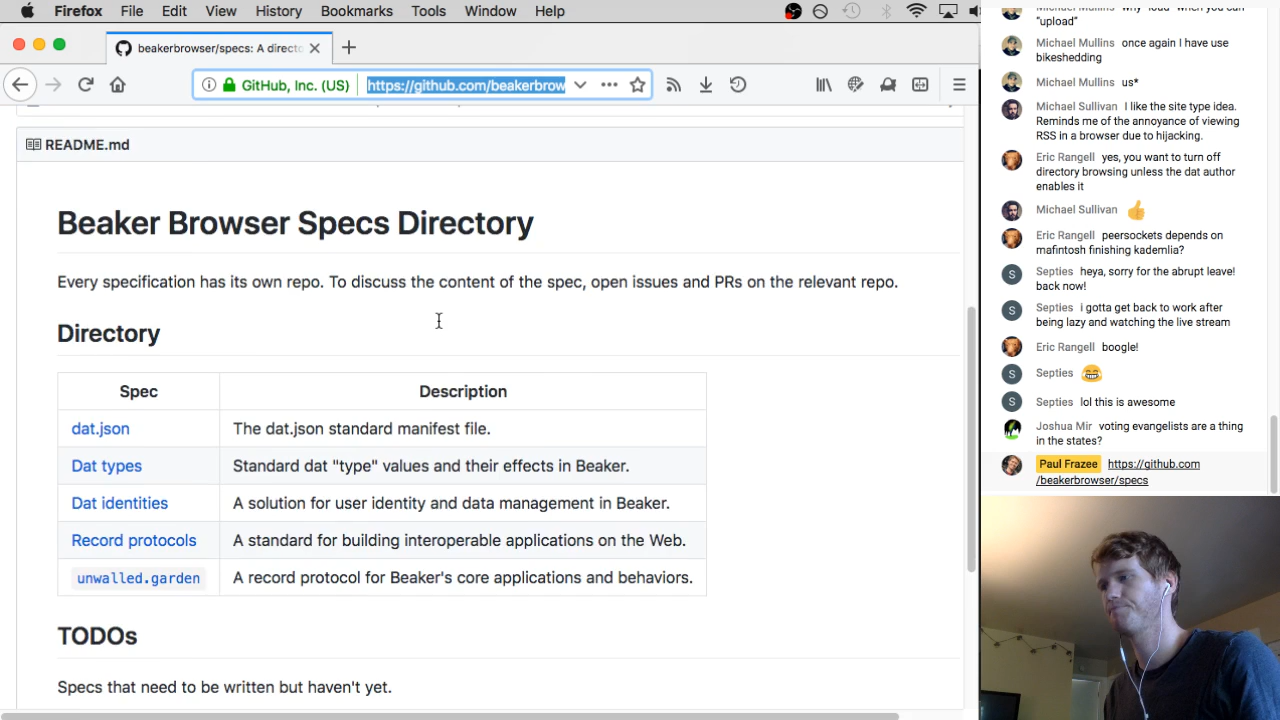 Firefox File Edit View History Bookmarks Tools Window Help
beakerbrowser/specs: A directo
GitHub, Inc. (US) https://github.com/beakerbrow
README.md
Beaker Browser Specs Directory
Every specification has its own repo. To discuss the content of the spec, open issues and PRs on the relevant repo.
Directory
Spec Description
dat.json The dat.json standard manifest file.
Dat types Standard dat "type" values and their effects in Beaker.
Dat identities A solution for user identity and data management in Beaker.
Record protocols A standard for building interoperable applications on the Web.
unwalled.garden A record protocol for Beaker's core applications and behaviors.
TODOs
Specs that need to be written but haven't yet.
"upload"
Michael Mullins once again I have use
bikeshedding
Michael Mullins us*
Michael Sullivan I like the site type idea.
Reminds me of the annoyance of viewing
RSS in a browser due to hijacking.
Eric Rangell yes, you want to turn off
directory browsing unless the dat author
enables it
Michael Sullivan 👍
Eric Rangell peersockets depends on
mafintosh finishing kademlia?
S Septies heya, sorry for the abrupt leave!
back now!
S Septies i gotta get back to work after
being lazy and watching the live stream
Eric Rangell boogle!
S Septies 😂
S Septies lol this is awesome
Joshua Mir voting evangelists are a thing
in the states?
Paul Frazee https://github.com
/beakerbrowser/specs